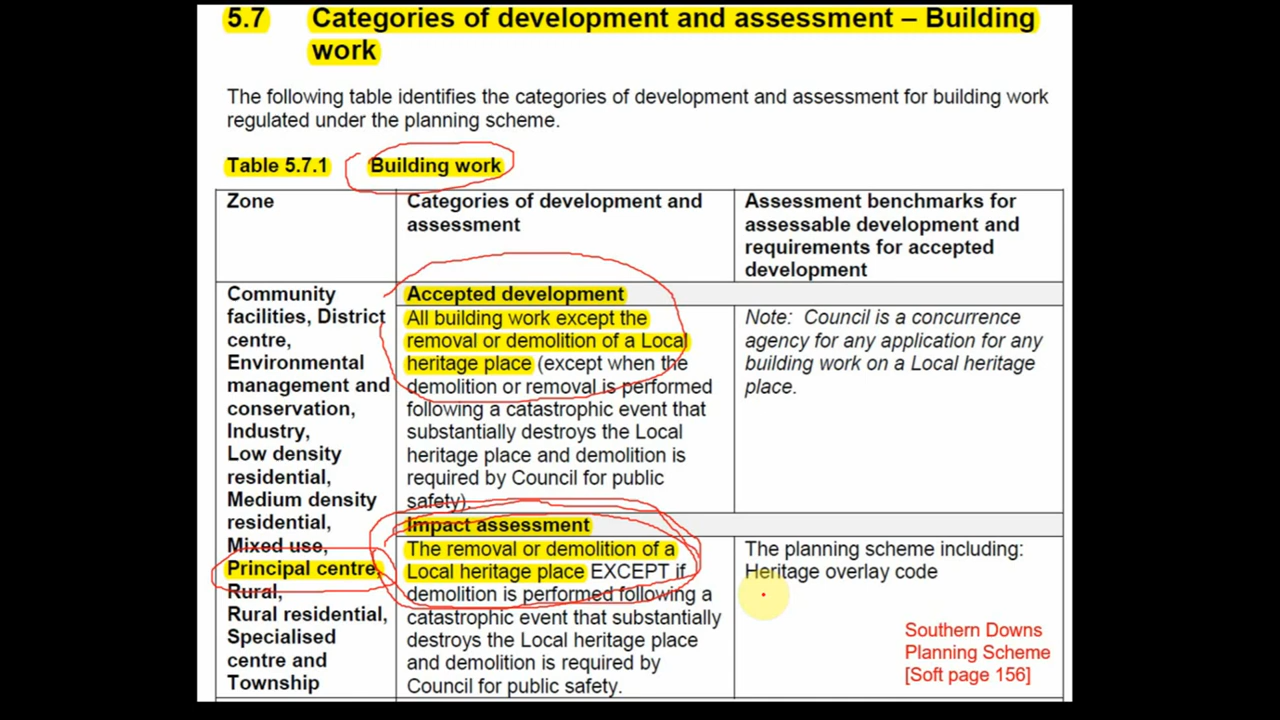 5.7 Categories of development and assessment – Building
work
The following table identifies the categories of development and assessment for building work
regulated under the planning scheme.
Table 5.7.1 Building work
Zone
Categories of development and
assessment
Assessment benchmarks for
assessable development and
requirements for accepted
development
Community
facilities, District
centre,
Environmental
management and
conservation,
Industry,
Low density
residential,
Medium density
residential,
Mixed use,
Principal centre,
Rural,
Rural residential,
Specialised
centre and
Township
Accepted development
All building work except the
removal or demolition of a Local
heritage place (except when the
demolition or removal is performed
following a catastrophic event that
substantially destroys the Local
heritage place and demolition is
required by Council for public
safety).
Note: Council is a concurrence
agency for any application for any
building work on a Local heritage
place.
Impact assessment
The removal or demolition of a
Local heritage place EXCEPT if
demolition is performed following a
catastrophic event that substantially
destroys the Local heritage place
and demolition is required by
Council for public safety.
The planning scheme including:
Heritage overlay code
Southern Downs
Planning Scheme
[Soft page 156]